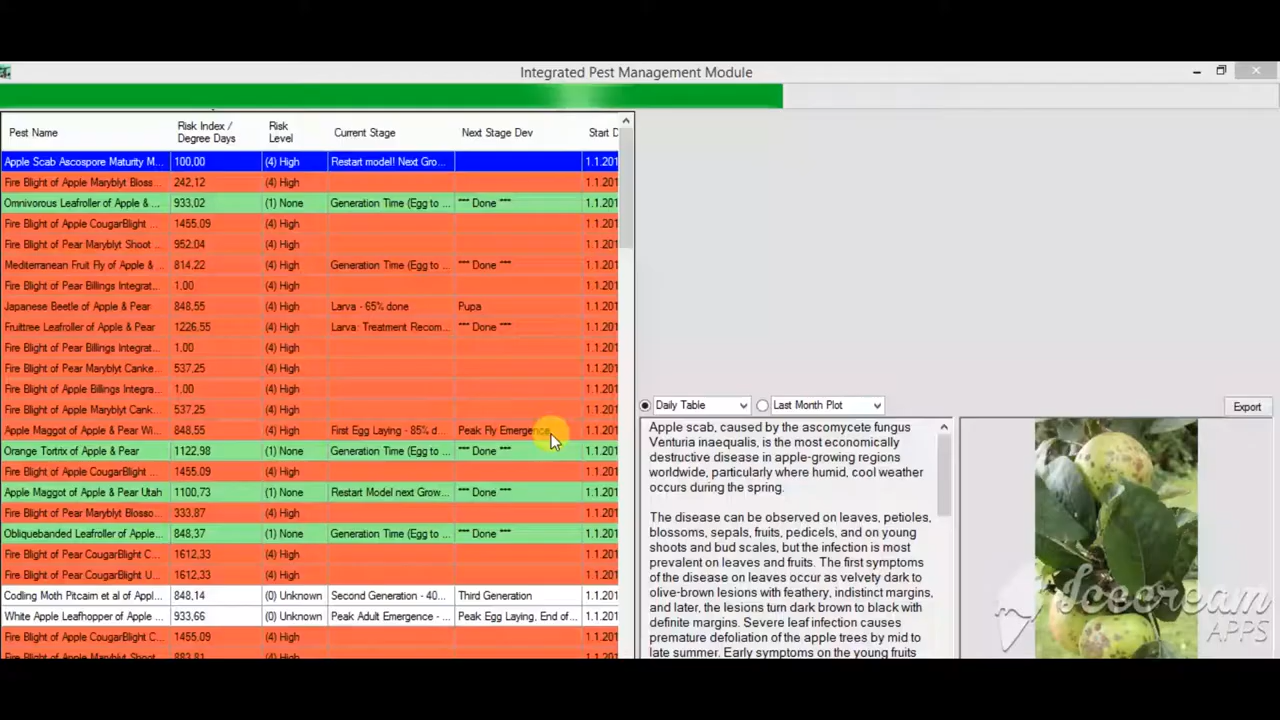 Integrated Pest Management Module
Pest Name Risk Index / Degree Days Risk Level Current Stage Next Stage Dev Start D
Apple Scab Ascospore Maturity M... 100,00 (4) High Restart model! Next Gro... 1.1.201
Fire Blight of Apple Maryblyt Bloss... 242,12 (4) High 1.1.201
Omnivorous Leafroller of Apple & ... 933,02 (1) None Generation Time (Egg to ... *** Done *** 1.1.201
Fire Blight of Apple CougarBlight ... 1455.09 (4) High 1.1.201
Fire Blight of Pear Maryblyt Shoot ... 952.04 (4) High 1.1.201
Mediterranean Fruit Fly of Apple & ... 814.22 (4) High Generation Time (Egg to ... *** Done *** 1.1.201
Fire Blight of Pear Billings Integrat... 1,00 (4) High 1.1.201
Japanese Beetle of Apple & Pear 848,55 (4) High Larva - 65% done Pupa 1.1.201
Fruittree Leafroller of Apple & Pear 1226,55 (4) High Larva: Treatment Recom... *** Done *** 1.1.201
Fire Blight of Pear Billings Integrat... 1.00 (4) High 1.1.201
Fire Blight of Pear Maryblyt Canke... 537,25 (4) High 1.1.201
Fire Blight of Apple Billings Integra... 1,00 (4) High 1.1.201
Fire Blight of Apple Maryblyt Cank... 537,25 (4) High 1.1.201
Apple Maggot of Apple & Pear Wi... 848,55 (4) High First Egg Laying - 85% d... Peak Fly Emergence, 1.1.201
Orange Tortrix of Apple & Pear 1122,98 (1) None Generation Time (Egg to ... *** Done *** 1.1.201
Fire Blight of Apple CougarBlight ... 1455.09 (4) High 1.1.201
Apple Maggot of Apple & Pear Utah 1100,73 (1) None Restart Model next Grow... *** Done *** 1.1.201
Fire Blight of Pear Maryblyt Blosso... 333,87 (4) High 1.1.201
Obliquebanded Leafroller of Apple... 848,37 (1) None Generation Time (Egg to ... *** Done *** 1.1.201
Fire Blight of Pear CougarBlight C... 1612,33 (4) High 1.1.201
Fire Blight of Pear CougarBlight U... 1612,33 (4) High 1.1.201
Codling Moth Pitcairn et al of Appl... 848,14 (0) Unknown Second Generation - 40... Third Generation 1.1.201
White Apple Leafhopper of Apple ... 933,66 (0) Unknown Peak Adult Emergence - ... Peak Egg Laying, End of... 1.1.201
Fire Blight of Apple CougarBlight C... 1455.09 (4) High 1.1.201
Fire Blight of Pear Maryblyt Shoot... 883,81 (4) High 1.1.201
Daily Table Last Month Plot Export
Apple scab, caused by the ascomycete fungus
Venturia inaequalis, is the most economically
destructive disease in apple-growing regions
worldwide, particularly where humid, cool weather
occurs during the spring.
The disease can be observed on leaves, petioles,
blossoms, sepals, fruits, pedicels, and on young
shoots and bud scales, but the infection is most
prevalent on leaves and fruits. The first symptoms
of the disease on leaves occur as velvety dark to
olive-brown lesions with feathery, indistinct margins,
and later, the lesions turn dark brown to black with
definite margins. Severe leaf infection causes
premature defoliation of the apple trees by mid to
late summer. Early symptoms on the young fruits
Icecream
APPS